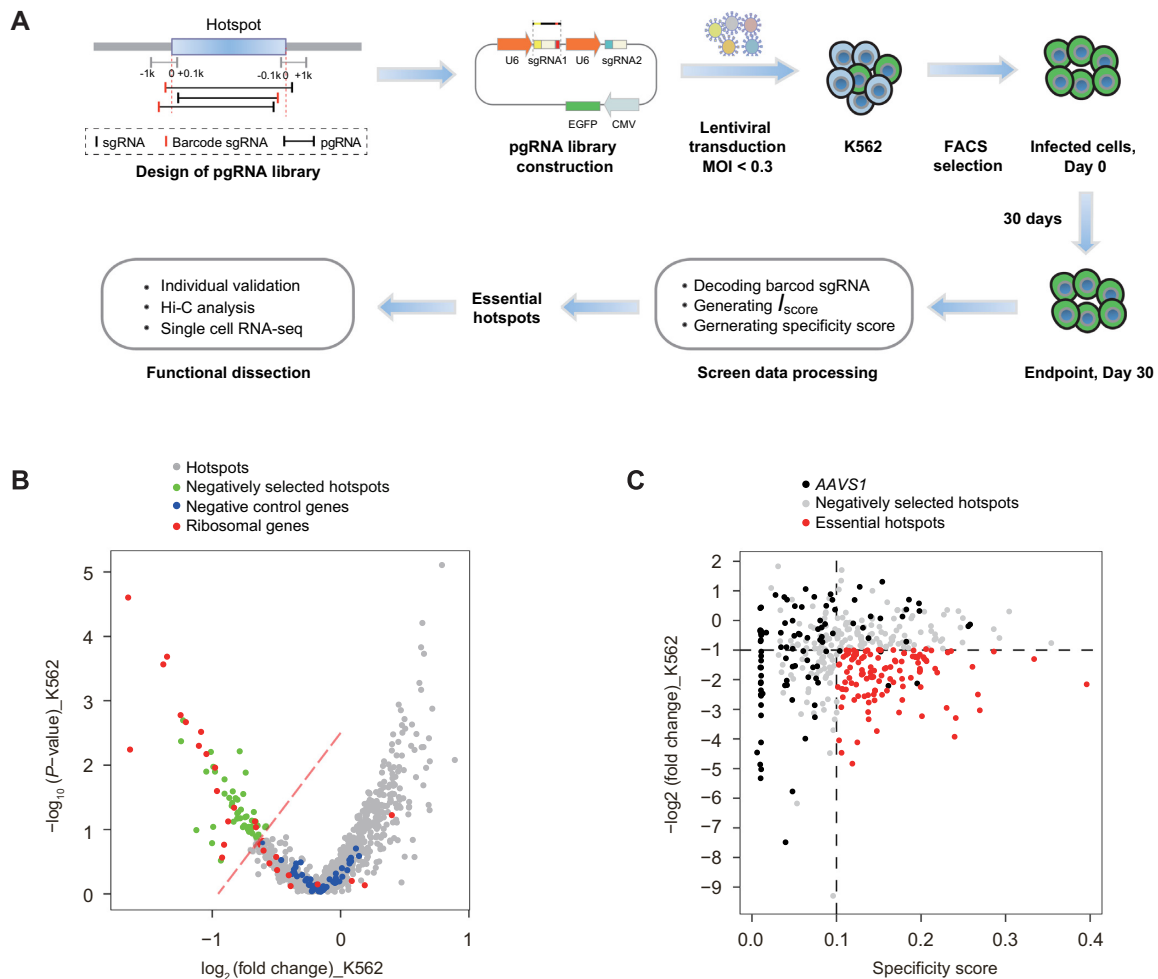 A
Hotspot
-1k
0
+0.1k
-0.1k
0
+1k
sgRNA
Barcode sgRNA
pgRNA
Design of pgRNA library
U6
sgRNA1
U6
sgRNA2
EGFP
CMV
pgRNA library
construction
Lentiviral
transduction
MOI < 0.3
K562
FACS
selection
Infected cells,
Day 0
30 days
Endpoint, Day 30
• Decoding barcod sgRNA
• Generating Iscore
• Gernerating specificity score
Screen data processing
Essential
hotspots
• Individual validation
• Hi-C analysis
• Single cell RNA-seq
Functional dissection
B
Hotspots
Negatively selected hotspots
Negative control genes
Ribosomal genes
−log10 (P-value)_K562
5
4
3
2
1
0
−1
0
1
log2 (fold change)_K562
C
AAVS1
Negatively selected hotspots
Essential hotspots
−log2 (fold change)_K562
2
1
0
−1
−2
−3
−4
−5
−6
−7
−8
−9
0.0
0.1
0.2
0.3
0.4
Specificity score